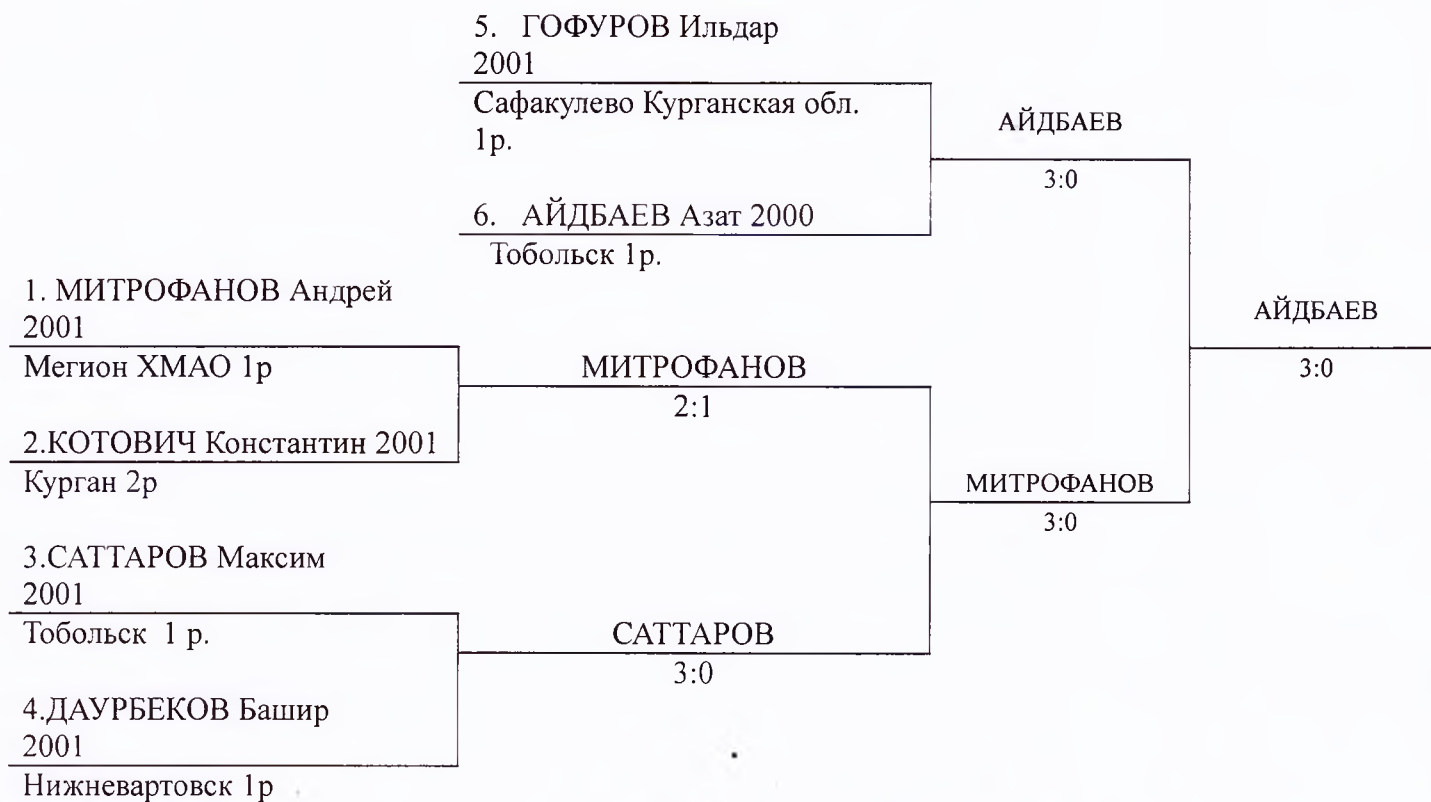 5. ГОФУРОВ Ильдар
2001
Сафакулево Курганская обл.
1р.
АЙДБАЕВ
3:0
6. АЙДБАЕВ Азат 2000
Тобольск 1р.
1. МИТРОФАНОВ Андрей
2001
Мегион ХМАО 1р
МИТРОФАНОВ
2:1
АЙДБАЕВ
3:0
2.КОТОВИЧ Константин 2001
Курган 2р
МИТРОФАНОВ
3:0
3.САТТАРОВ Максим
2001
Тобольск 1 р.
САТТАРОВ
3:0
4.ДАУРБЕКОВ Башир
2001
Нижневартовск 1р